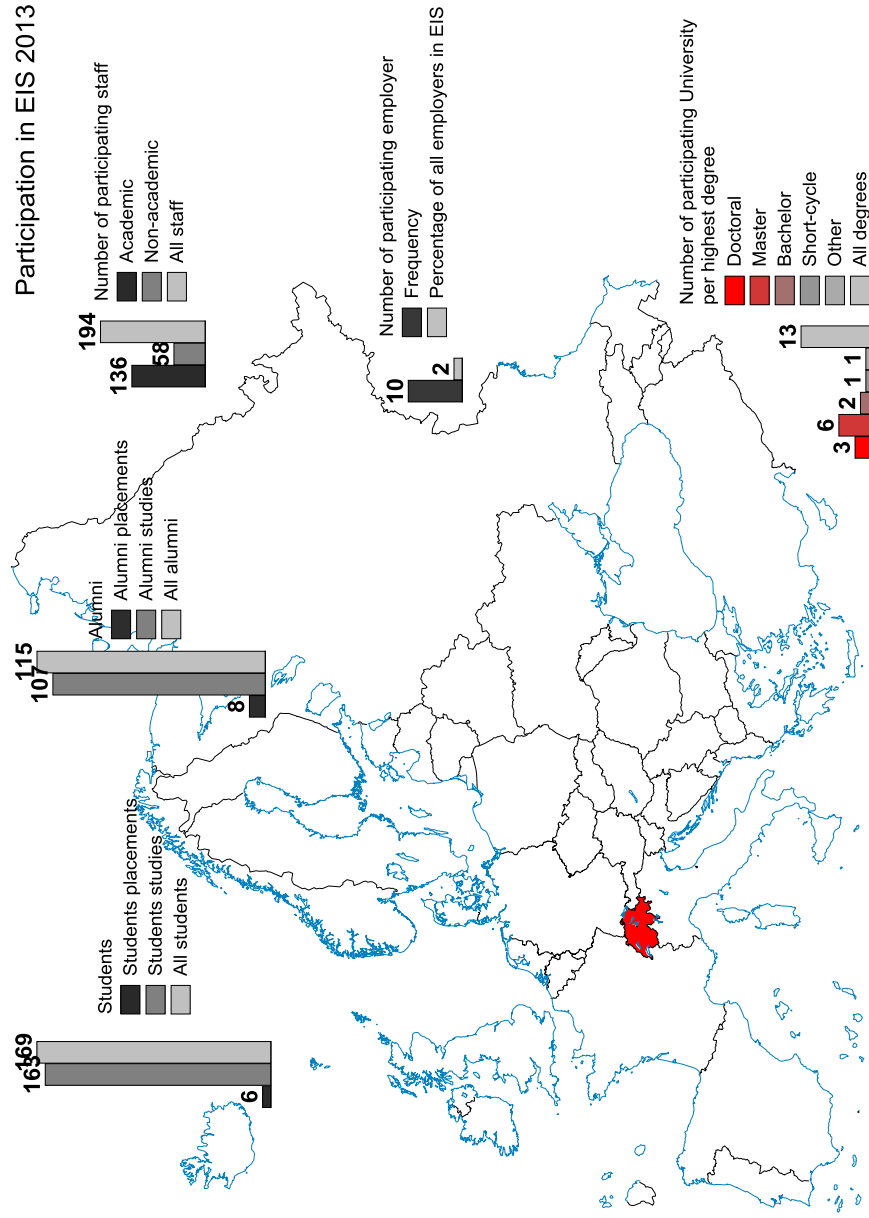 Participation in EIS 2013
Students
Students placements
Students studies
All students
6
163
169
Alumni
Alumni placements
Alumni studies
All alumni
8
107
115
Number of participating staff
Academic
Non-academic
All staff
136
58
194
Number of participating employer
Frequency
Percentage of all employers in EIS
10
2
Number of participating University
per highest degree
Doctoral
Master
Bachelor
Short-cycle
Other
All degrees
3
6
2
1
1
13